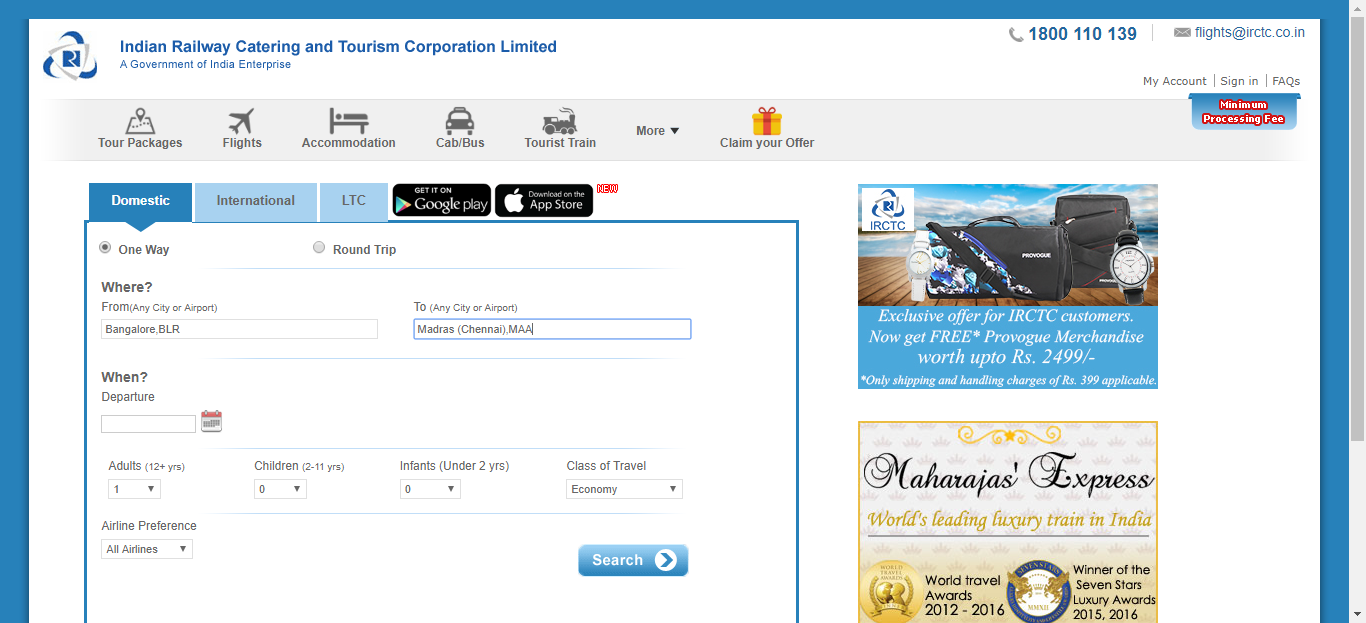 Indian Railway Catering and Tourism Corporation Limited
A Government of India Enterprise
1800 110 139
flights@irctc.co.in
My Account | Sign in | FAQs
Minimum
Processing Fee
Tour Packages
Flights
Accommodation
Cab/Bus
Tourist Train
More ▼
Claim your Offer
Domestic
International
LTC
GET IT ON
Google play
Download on the
App Store
NEW
One Way
Round Trip
Where?
From(Any City or Airport)
To (Any City or Airport)
Bangalore,BLR
Madras (Chennai),MAA
When?
Departure
Adults (12+ yrs)
Children (2-11 yrs)
Infants (Under 2 yrs)
Class of Travel
1
0
0
Economy
Airline Preference
All Airlines
Search
IRCTC
PROVOGUE
PROVOGUE
Exclusive offer for IRCTC customers.
Now get FREE* Provogue Merchandise
worth upto Rs. 2499/-
*Only shipping and handling charges of Rs. 399 applicable.
Maharajas' Express
World's leading luxury train in India
WORLD
TRAVEL
AWARDS
World travel
Awards
2012 - 2016
SEVEN STARS
MMXII
Winner of the
Seven Stars
Luxury Awards
2015, 2016